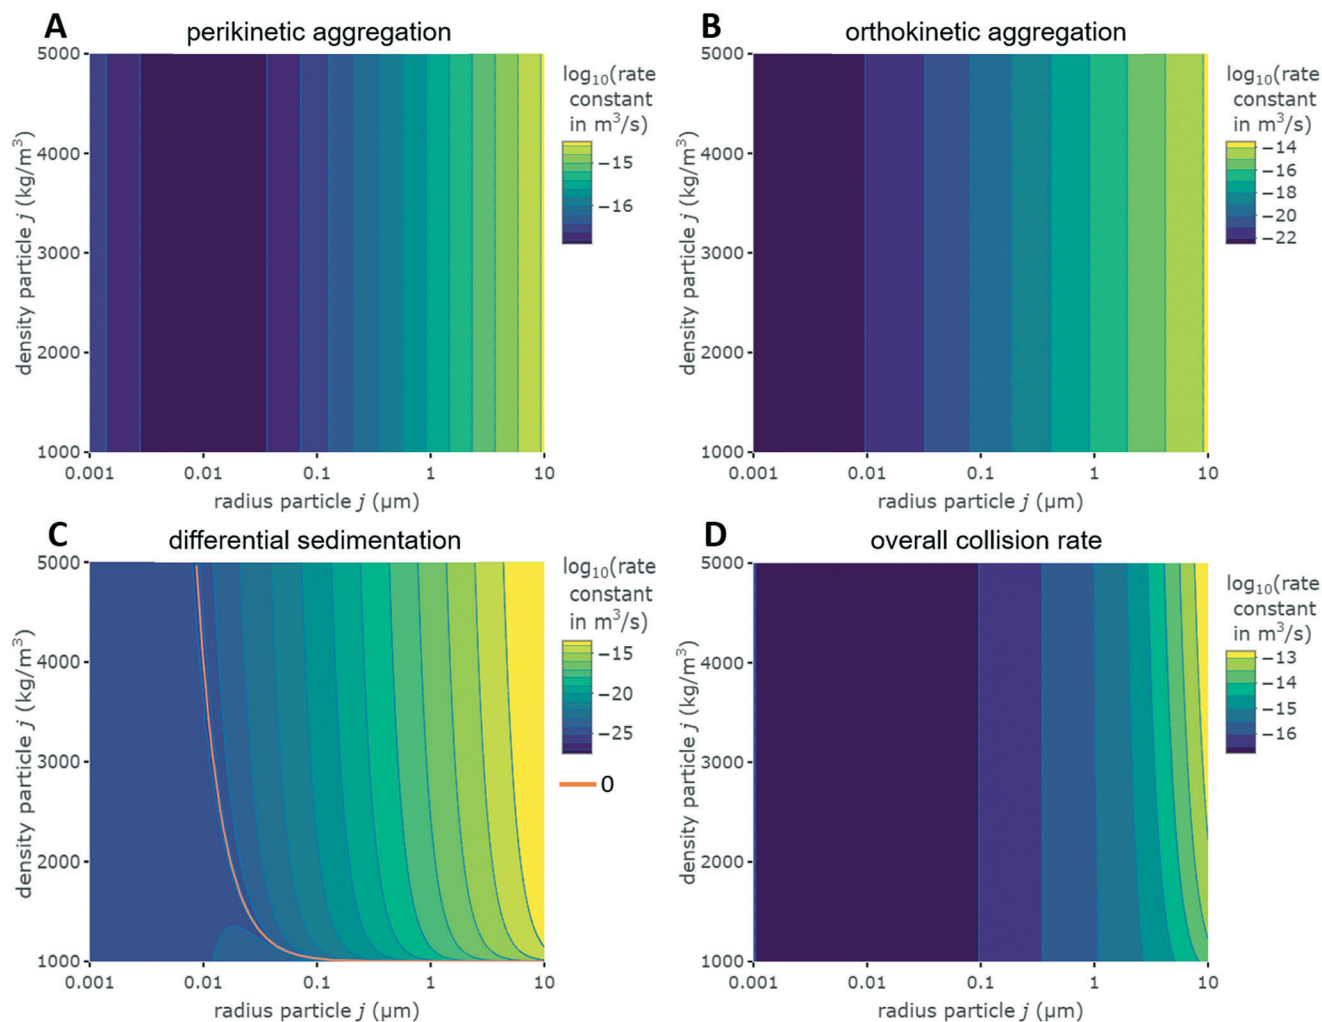 A
perikinetic aggregation
5000
4000
3000
2000
1000
density particle j (kg/m³)
0.001
0.01
0.1
1
10
radius particle j (µm)
log₁₀(rate
constant
in m³/s)
−15
−16
B
orthokinetic aggregation
5000
4000
3000
2000
1000
density particle j (kg/m³)
0.001
0.01
0.1
1
10
radius particle j (µm)
log₁₀(rate
constant
in m³/s)
−14
−16
−18
−20
−22
C
differential sedimentation
5000
4000
3000
2000
1000
density particle j (kg/m³)
0.001
0.01
0.1
1
10
radius particle j (µm)
log₁₀(rate
constant
in m³/s)
−15
−20
−25
0
D
overall collision rate
5000
4000
3000
2000
1000
density particle j (kg/m³)
0.001
0.01
0.1
1
10
radius particle j (µm)
log₁₀(rate
constant
in m³/s)
−13
−14
−15
−16